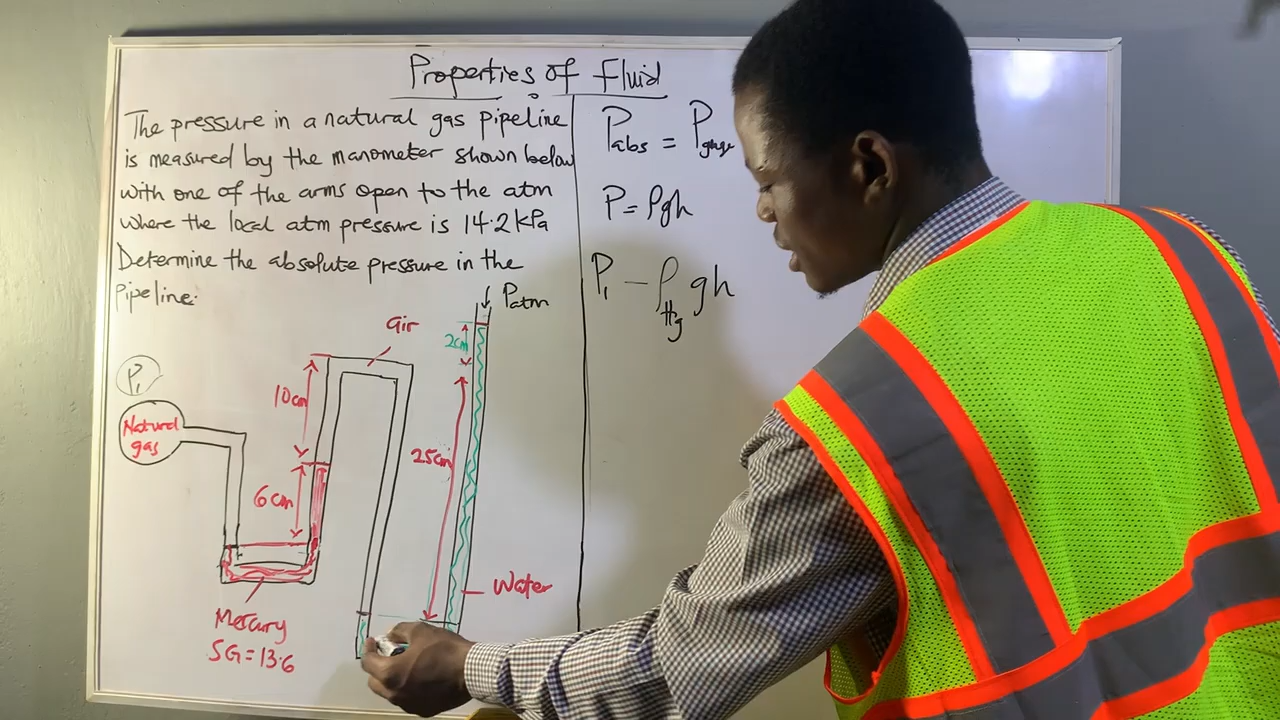 Properties of Fluid
The pressure in a natural gas pipeline
is measured by the manometer shown below
with one of the arms open to the atm
where the local atm pressure is 14.2 kPa
Determine the absolute pressure in the
Pipeline.
Pabs = Pgauge
P = ρgh
P₁ - ρHg gh
Patm
air
2cm
P₁
10cm
Natural
gas
25cm
6cm
Water
Mercury
SG = 13.6